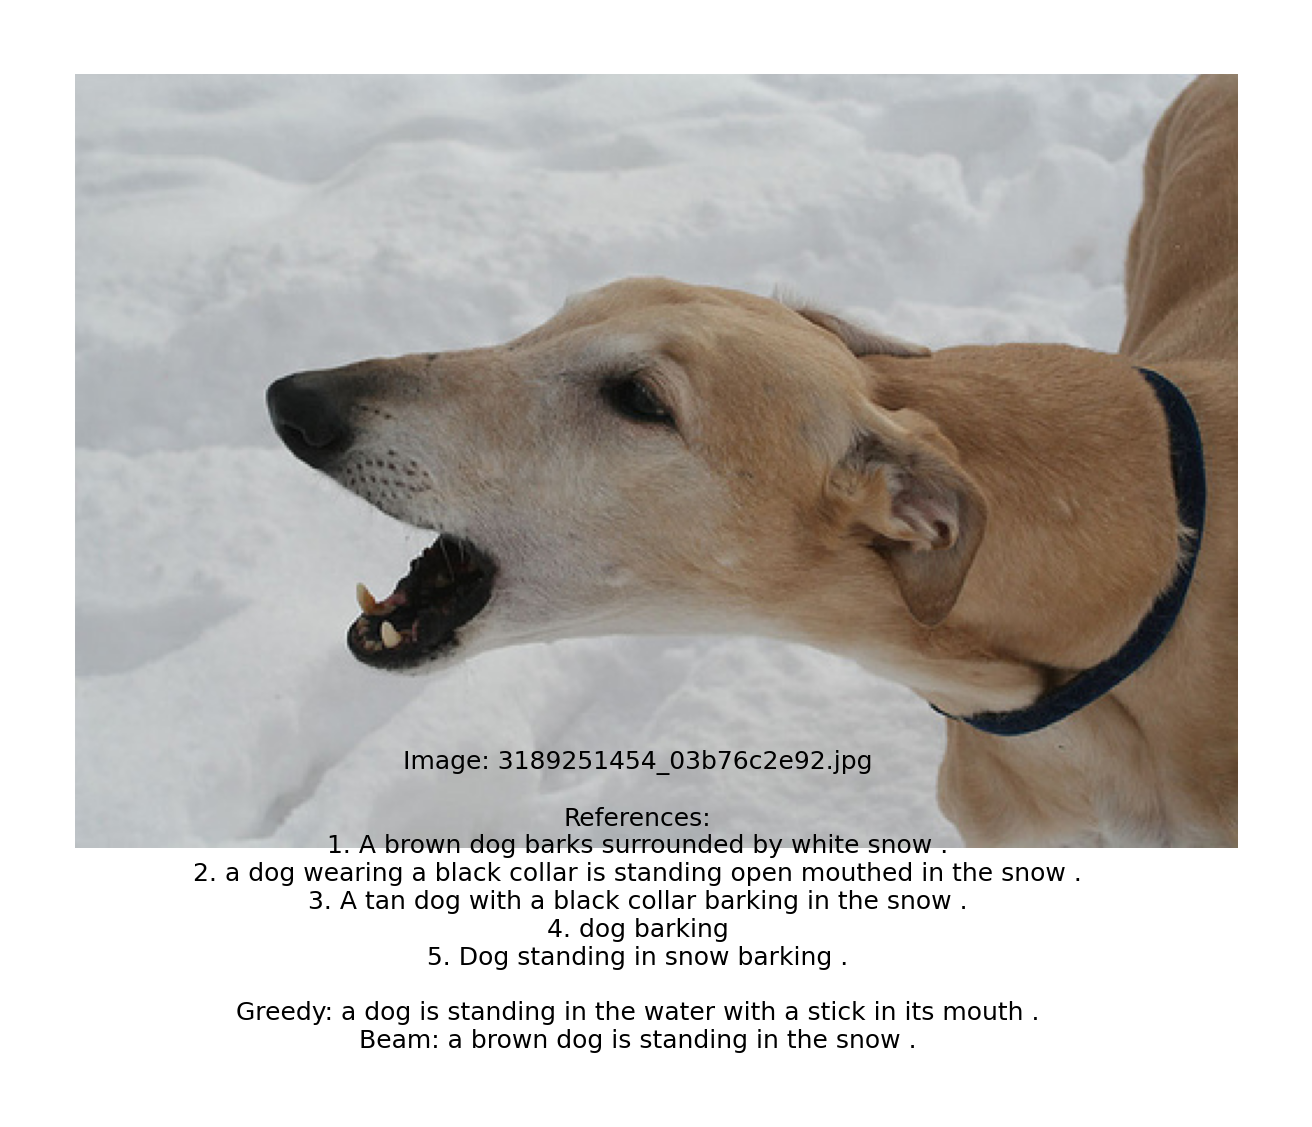 Image: 3189251454_03b76c2e92.jpg
References:
1. A brown dog barks surrounded by white snow .
2. a dog wearing a black collar is standing open mouthed in the snow .
3. A tan dog with a black collar barking in the snow .
4. dog barking
5. Dog standing in snow barking .
Greedy: a dog is standing in the water with a stick in its mouth .
Beam: a brown dog is standing in the snow .